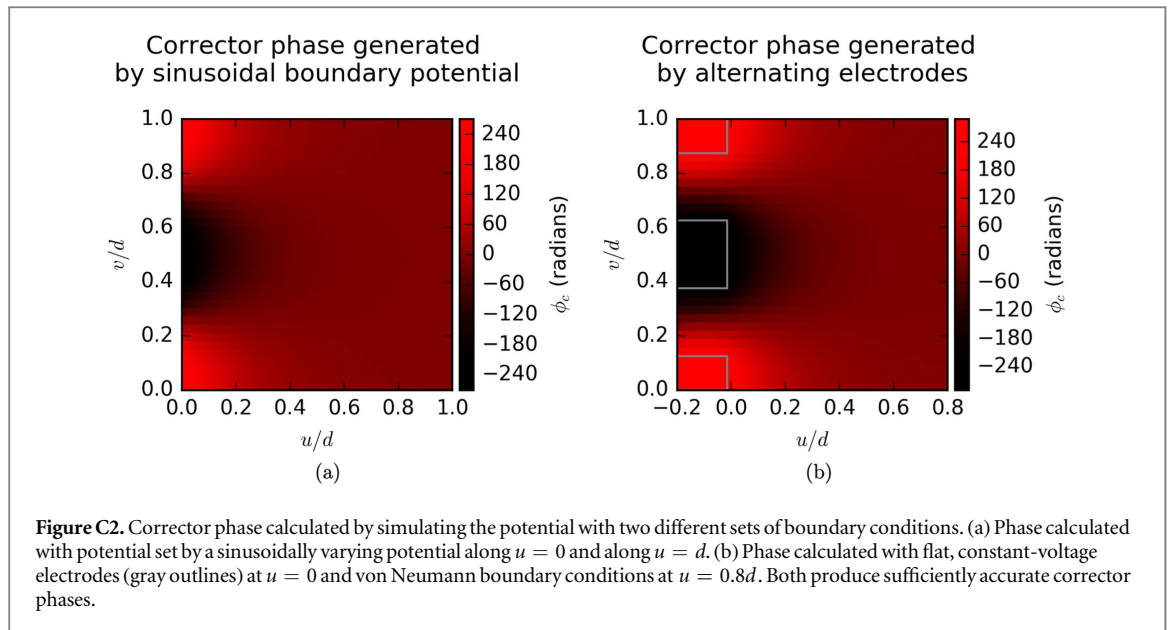 Corrector phase generated
by sinusoidal boundary potential
1.0
0.8
0.6
0.4
0.2
0.0
v/d
0.0 0.2 0.4 0.6 0.8 1.0
u/d
240
180
120
60
0
−60
−120
−180
−240
ϕc (radians)
(a)
Corrector phase generated
by alternating electrodes
1.0
0.8
0.6
0.4
0.2
0.0
v/d
−0.2 0.0 0.2 0.4 0.6 0.8
u/d
240
180
120
60
0
−60
−120
−180
−240
ϕc (radians)
(b)
Figure C2. Corrector phase calculated by simulating the potential with two different sets of boundary conditions. (a) Phase calculated
with potential set by a sinusoidally varying potential along u = 0 and along u = d. (b) Phase calculated with flat, constant-voltage
electrodes (gray outlines) at u = 0 and von Neumann boundary conditions at u = 0.8d. Both produce sufficiently accurate corrector
phases.